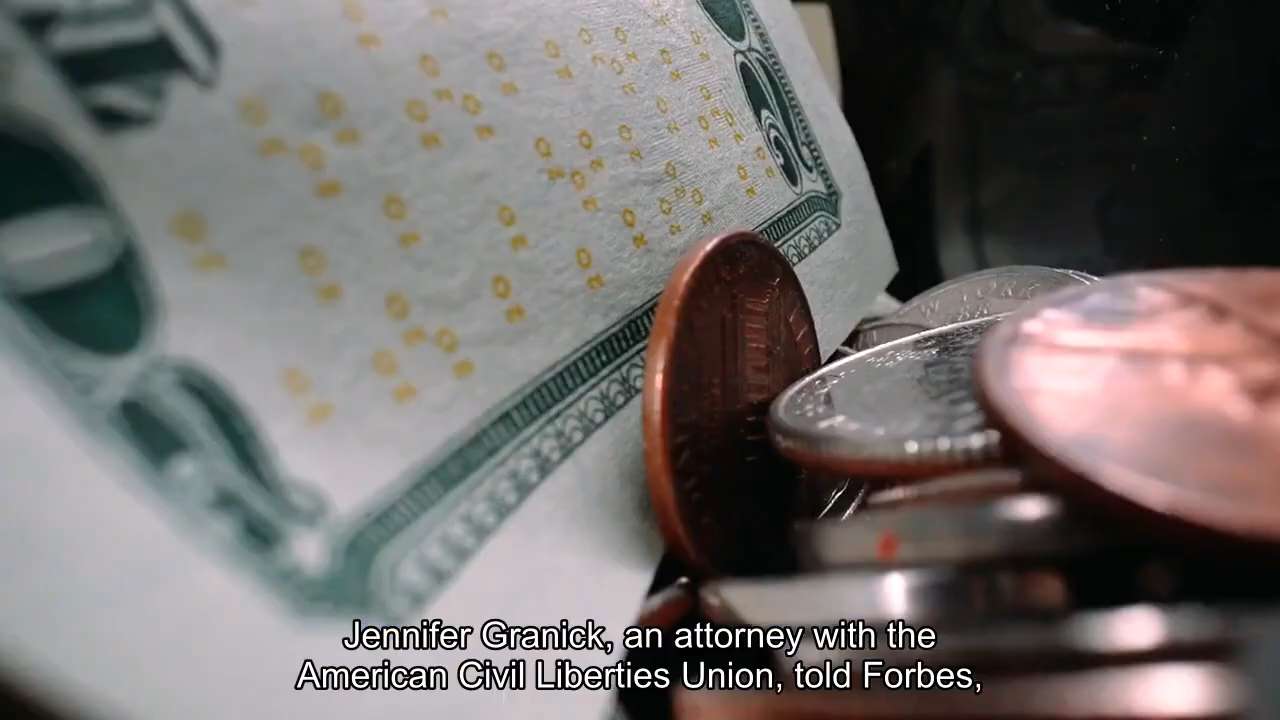 Jennifer Granick, an attorney with the
American Civil Liberties Union, told Forbes,